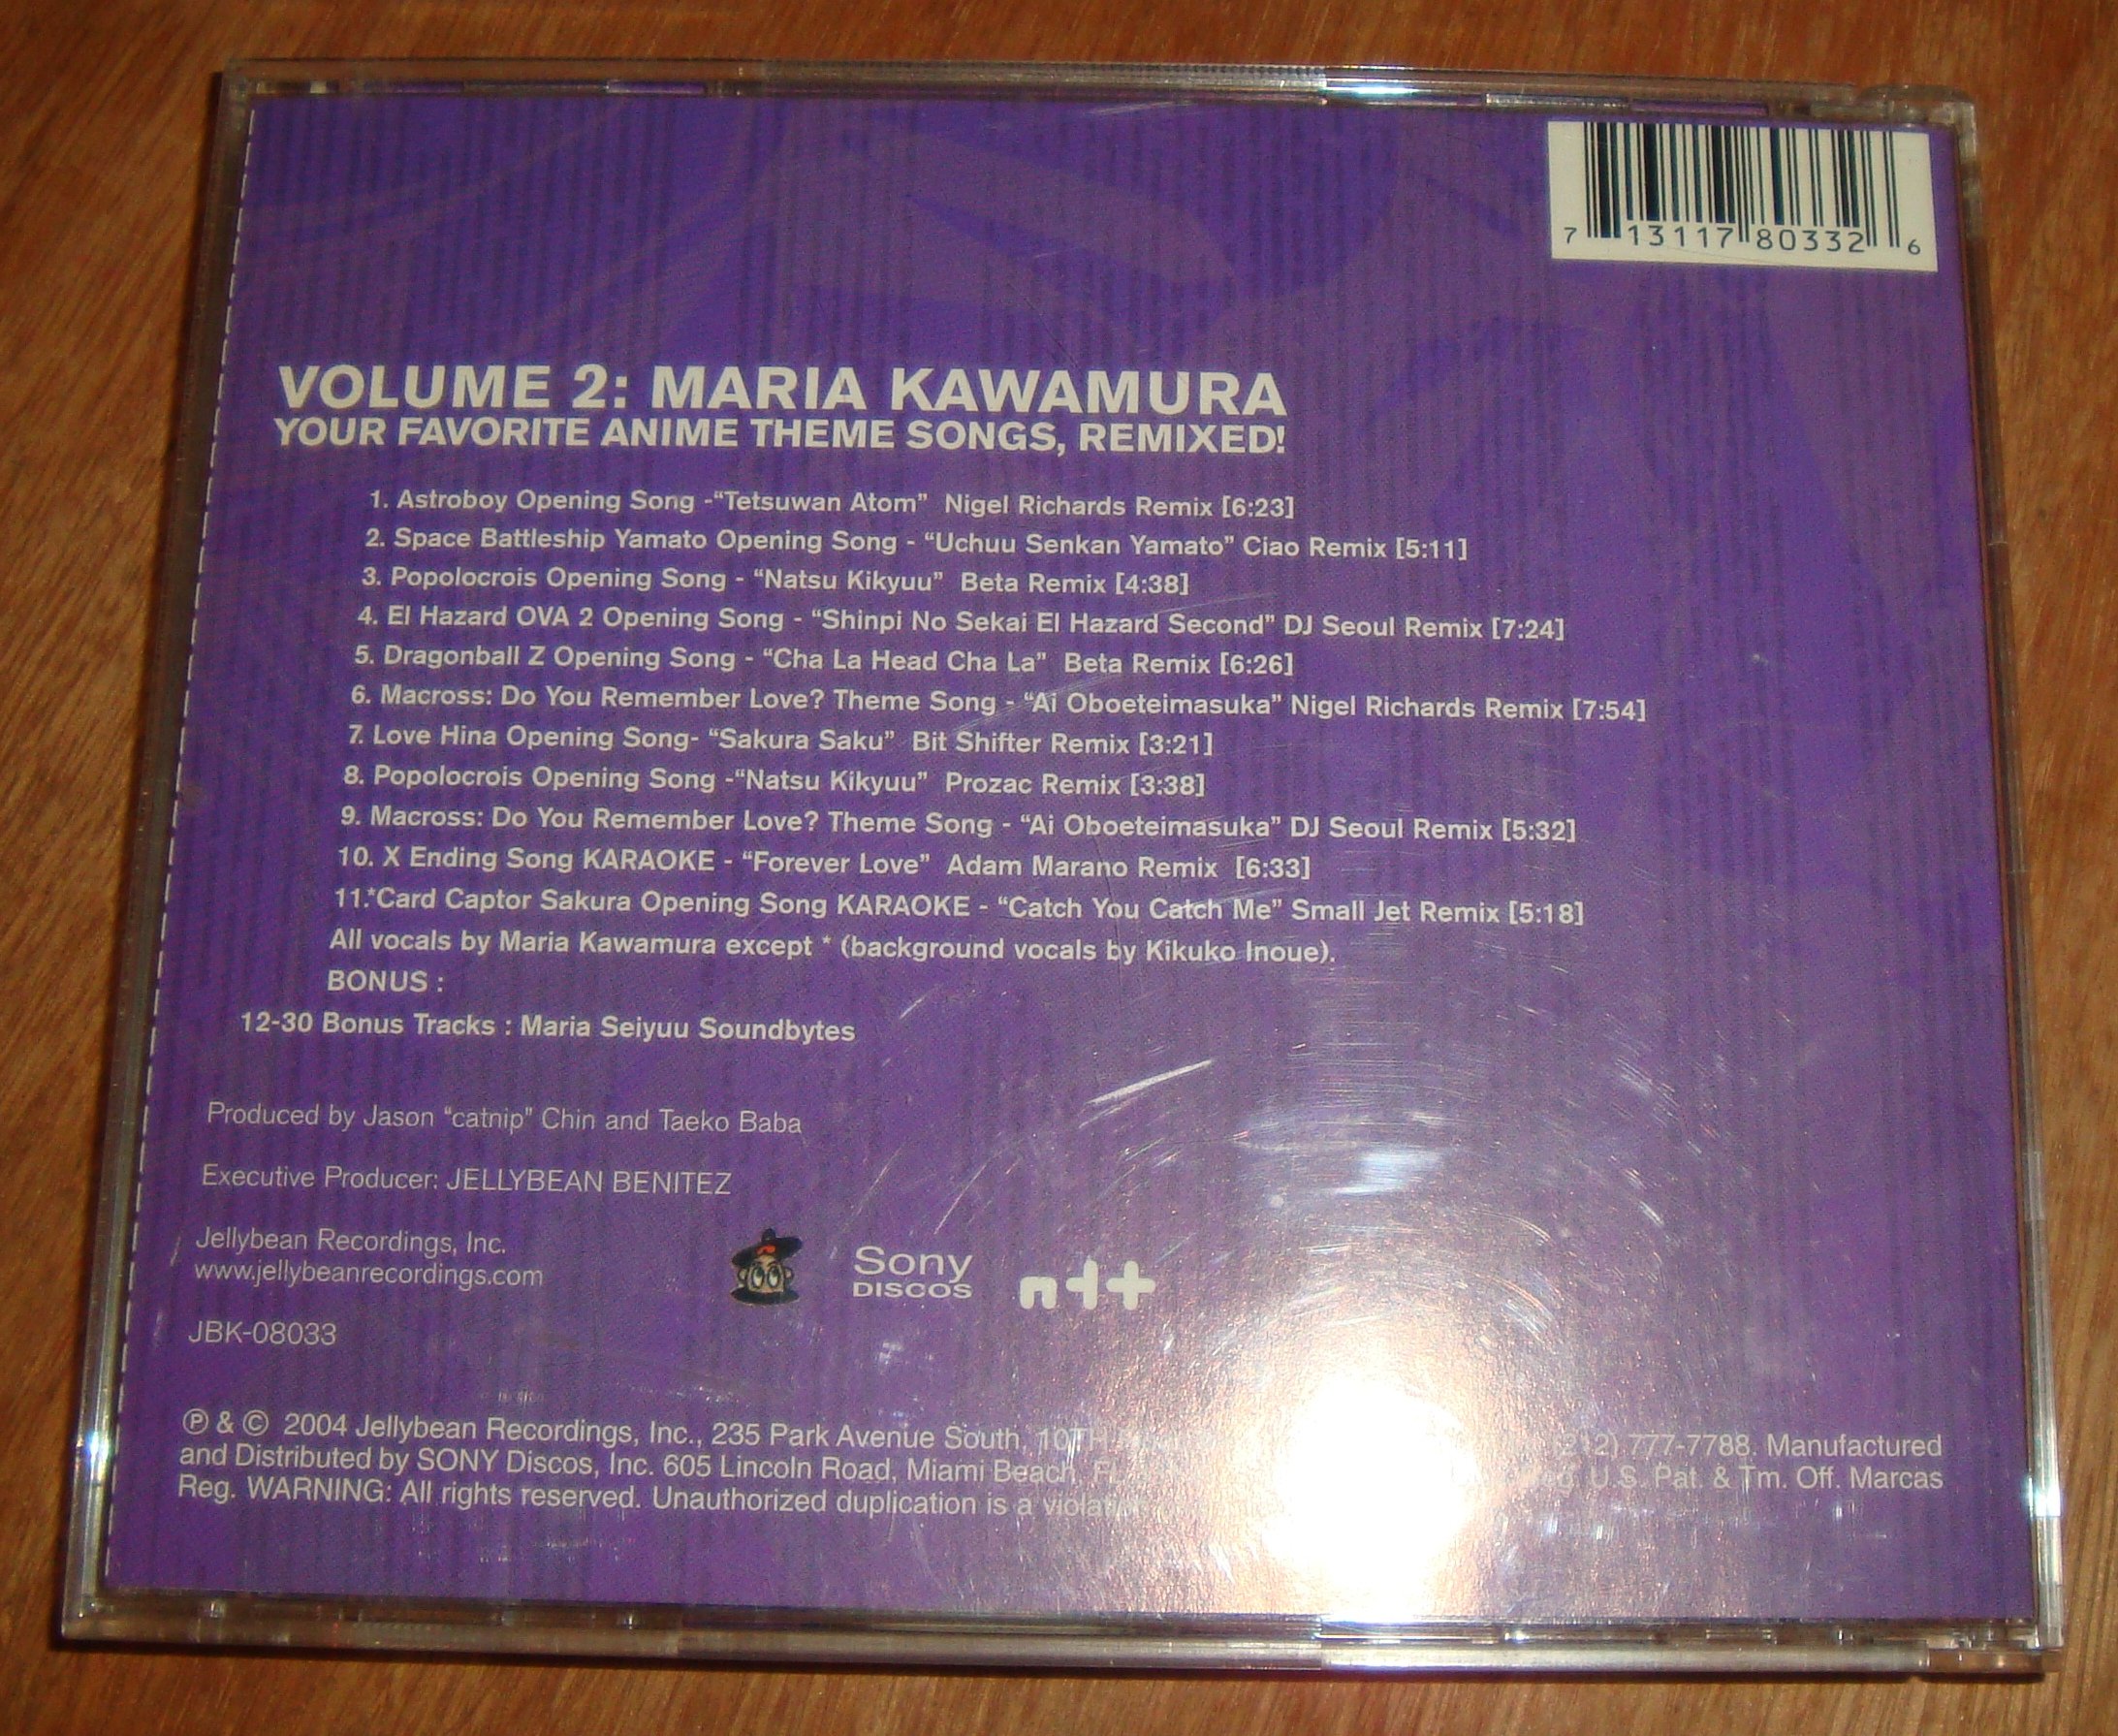 7 13117 80332 6
VOLUME 2: MARIA KAWAMURA
YOUR FAVORITE ANIME THEME SONGS, REMIXED!
1. Astroboy Opening Song -“Tetsuwan Atom” Nigel Richards Remix [6:23]
2. Space Battleship Yamato Opening Song - “Uchuu Senkan Yamato” Ciao Remix [5:11]
3. Popolocrois Opening Song - “Natsu Kikyuu” Beta Remix [4:38]
4. El Hazard OVA 2 Opening Song - “Shinpi No Sekai El Hazard Second” DJ Seoul Remix [7:24]
5. Dragonball Z Opening Song - “Cha La Head Cha La” Beta Remix [6:26]
6. Macross: Do You Remember Love? Theme Song - “Ai Oboeteimasuka” Nigel Richards Remix [7:54]
7. Love Hina Opening Song- “Sakura Saku” Bit Shifter Remix [3:21]
8. Popolocrois Opening Song -“Natsu Kikyuu” Prozac Remix [3:38]
9. Macross: Do You Remember Love? Theme Song - “Ai Oboeteimasuka” DJ Seoul Remix [5:32]
10. X Ending Song KARAOKE - “Forever Love” Adam Marano Remix [6:33]
11.*Card Captor Sakura Opening Song KARAOKE - “Catch You Catch Me” Small Jet Remix [5:18]
All vocals by Maria Kawamura except * (background vocals by Kikuko Inoue).
BONUS :
12-30 Bonus Tracks : Maria Seiyuu Soundbytes
Produced by Jason “catnip” Chin and Taeko Baba
Executive Producer: JELLYBEAN BENITEZ
Jellybean Recordings, Inc.
www.jellybeanrecordings.com
Sony
DISCOS
JBK-08033
℗ & © 2004 Jellybean Recordings, Inc., 235 Park Avenue South, 10TH 212) 777-7788. Manufactured
and Distributed by SONY Discos, Inc. 605 Lincoln Road, Miami Beach, FL U.S. Pat. & Tm. Off. Marcas
Reg. WARNING: All rights reserved. Unauthorized duplication is a violation